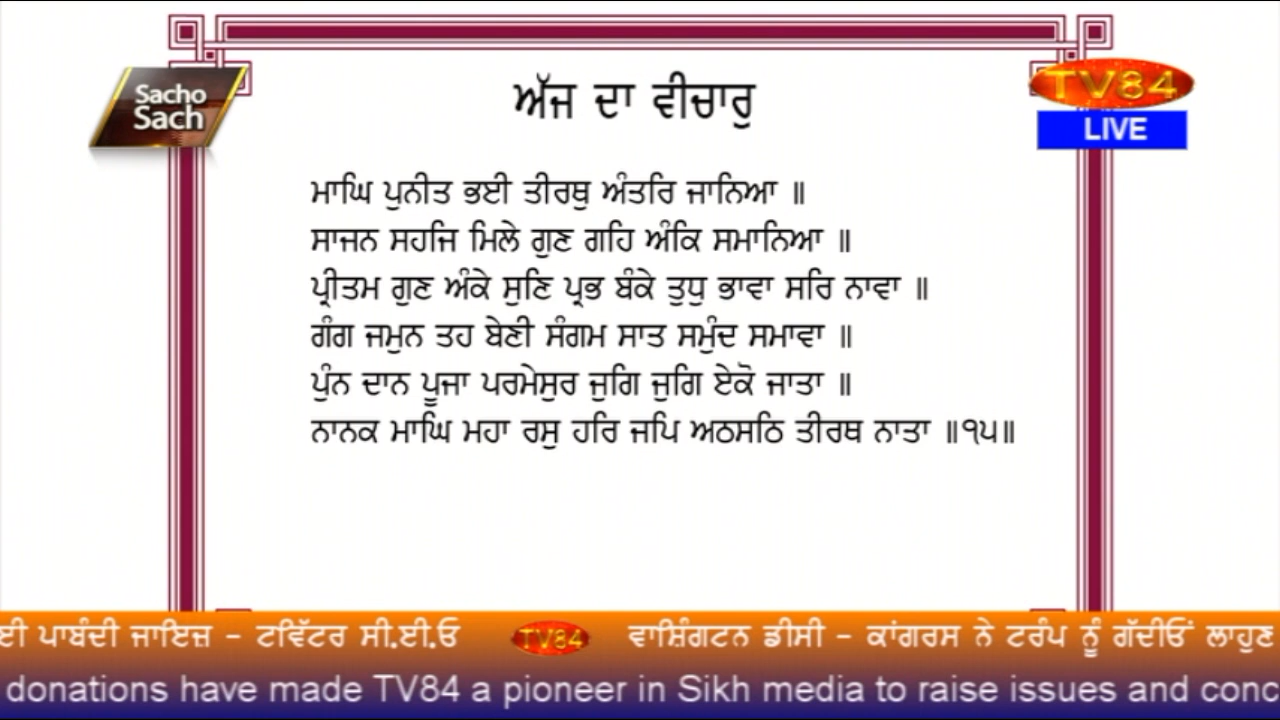 ਅੱਜ ਦਾ ਵੀਚਾਰੁ
Sacho
Sach
TV84
LIVE
ਮਾਘਿ ਪੁਨੀਤ ਭਈ ਤੀਰਥੁ ਅੰਤਰਿ ਜਾਨਿਆ ॥
ਸਾਜਨ ਸਹਜਿ ਮਿਲੇ ਗੁਣ ਗਹਿ ਅੰਕਿ ਸਮਾਨਿਆ ॥
ਪ੍ਰੀਤਮ ਗੁਣ ਅੰਕੇ ਸੁਣਿ ਪ੍ਰਭ ਬੰਕੇ ਤੁਧੁ ਭਾਵਾ ਸਰਿ ਨਾਵਾ ॥
ਗੰਗ ਜਮੁਨ ਤਹ ਬੇਣੀ ਸੰਗਮ ਸਾਤ ਸਮੁੰਦ ਸਮਾਵਾ ॥
ਪੁੰਨ ਦਾਨ ਪੂਜਾ ਪਰਮੇਸੁਰ ਜੁਗਿ ਜੁਗਿ ਏਕੋ ਜਾਤਾ ॥
ਨਾਨਕ ਮਾਘਿ ਮਹਾ ਰਸੁ ਹਰਿ ਜਪਿ ਅਠਸਠਿ ਤੀਰਥ ਨਾਤਾ ॥੧੫॥
ਈ ਪਾਬੰਦੀ ਜਾਇਜ਼ - ਟਵਿੱਟਰ ਸੀ.ਈ.ਓ TV84 ਵਾਸ਼ਿੰਗਟਨ ਡੀਸੀ - ਕਾਂਗਰਸ ਨੇ ਟਰੰਪ ਨੂੰ ਗੱਦੀਓਂ ਲਾਹੁਣ
donations have made TV84 a pioneer in Sikh media to raise issues and conc